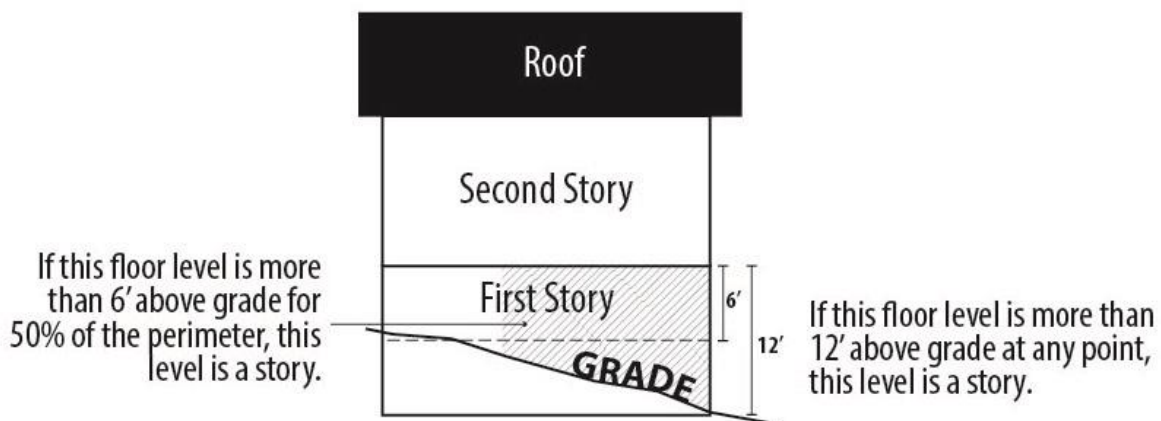 Roof
Second Story
If this floor level is more
than 6’ above grade for
50% of the perimeter, this
level is a story.
First Story
6’
12’
GRADE
If this floor level is more than
12’ above grade at any point,
this level is a story.